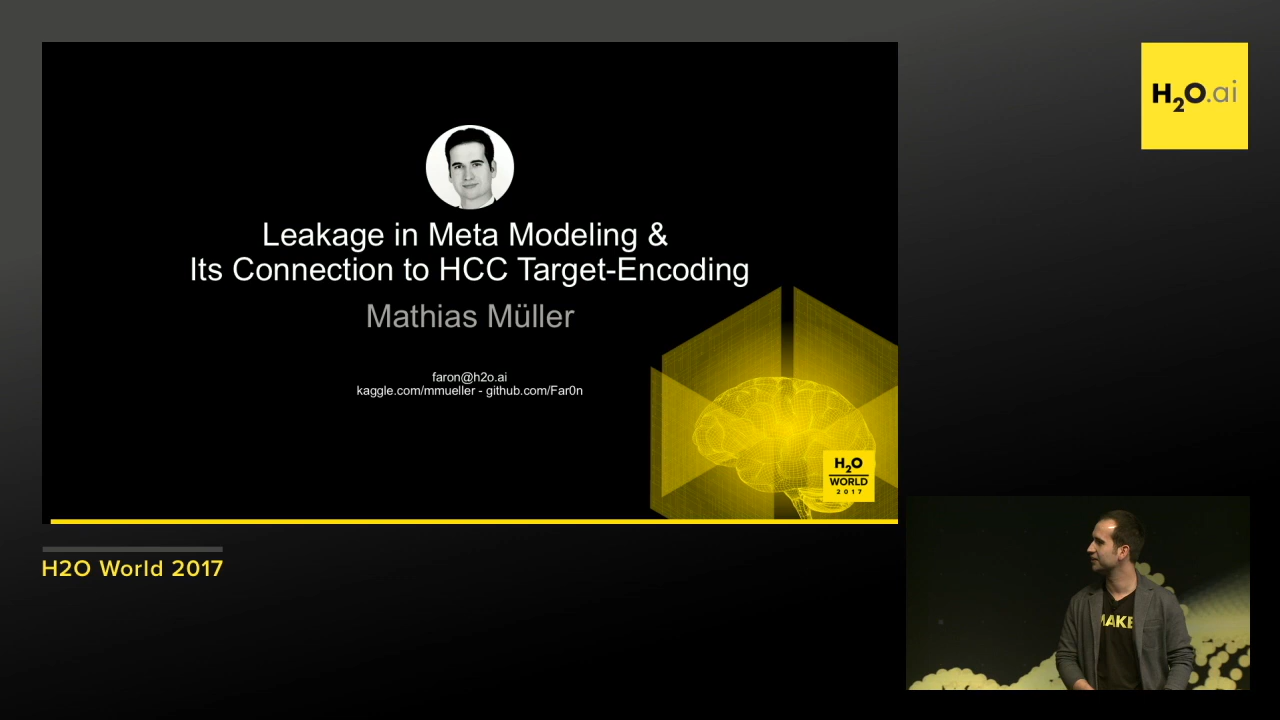 H2O.ai
Leakage in Meta Modeling &
Its Connection to HCC Target-Encoding
Mathias Müller
faron@h2o.ai
kaggle.com/mmueller - github.com/Far0n
H2O
WORLD
2017
H2O World 2017
MAKE